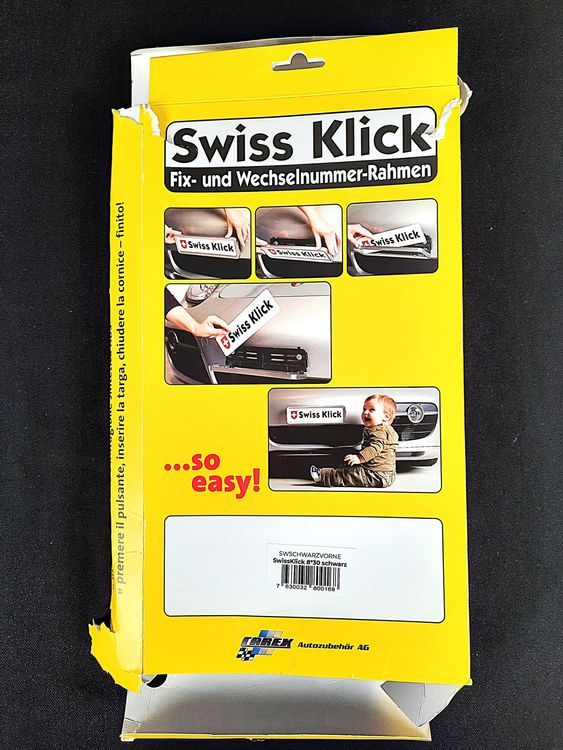 Swiss Klick
Fix- und Wechselnummer-Rahmen
Swiss Klick
Swiss Klick
Swiss Klick
Swiss Klick
Swiss Klick
...so
easy!
» premere il pulsante, inserire la targa, chiudere la cornice – finito!
SWSCHWARZVORNE
SwissKlick 8*30 schwarz
7 630032 800168
CAREX Autozubehör AG